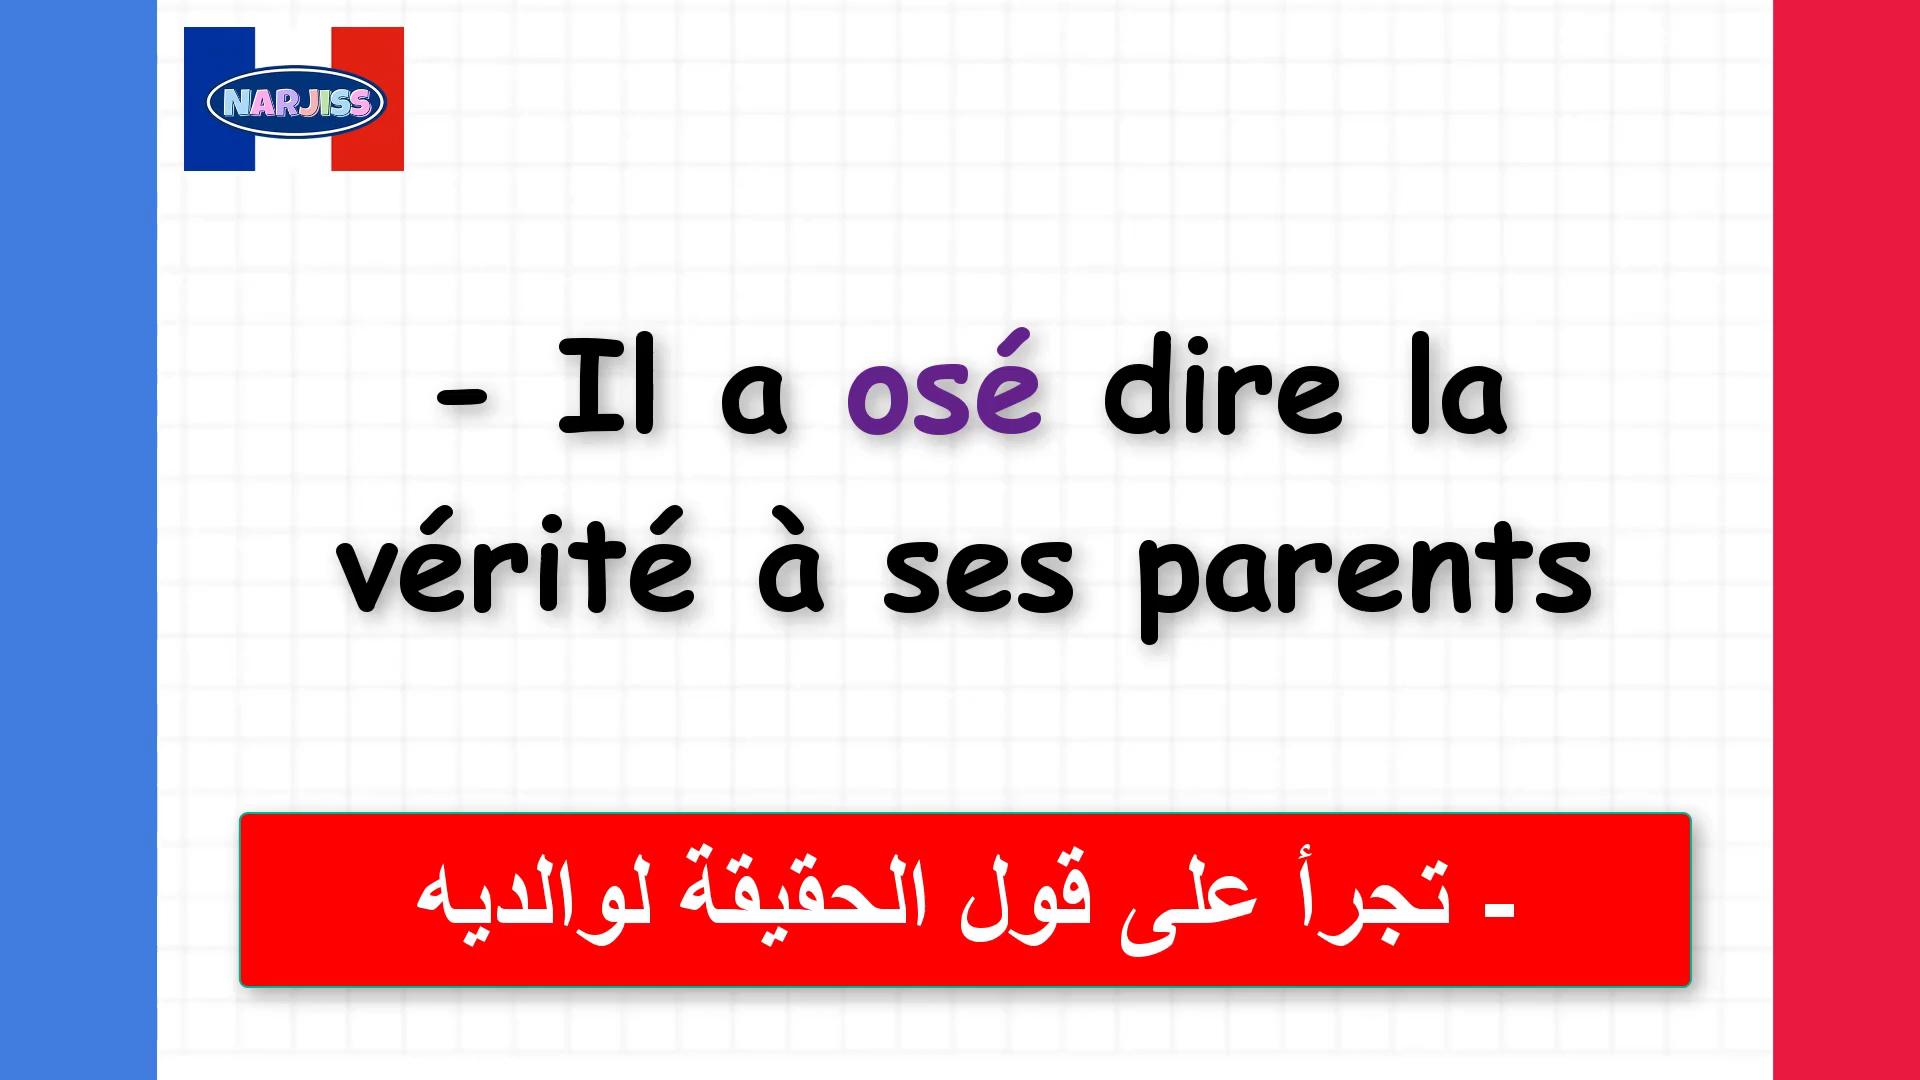 NARJISS
- Il a osé dire la
vérité à ses parents
- تجرأ على قول الحقيقة لوالديه